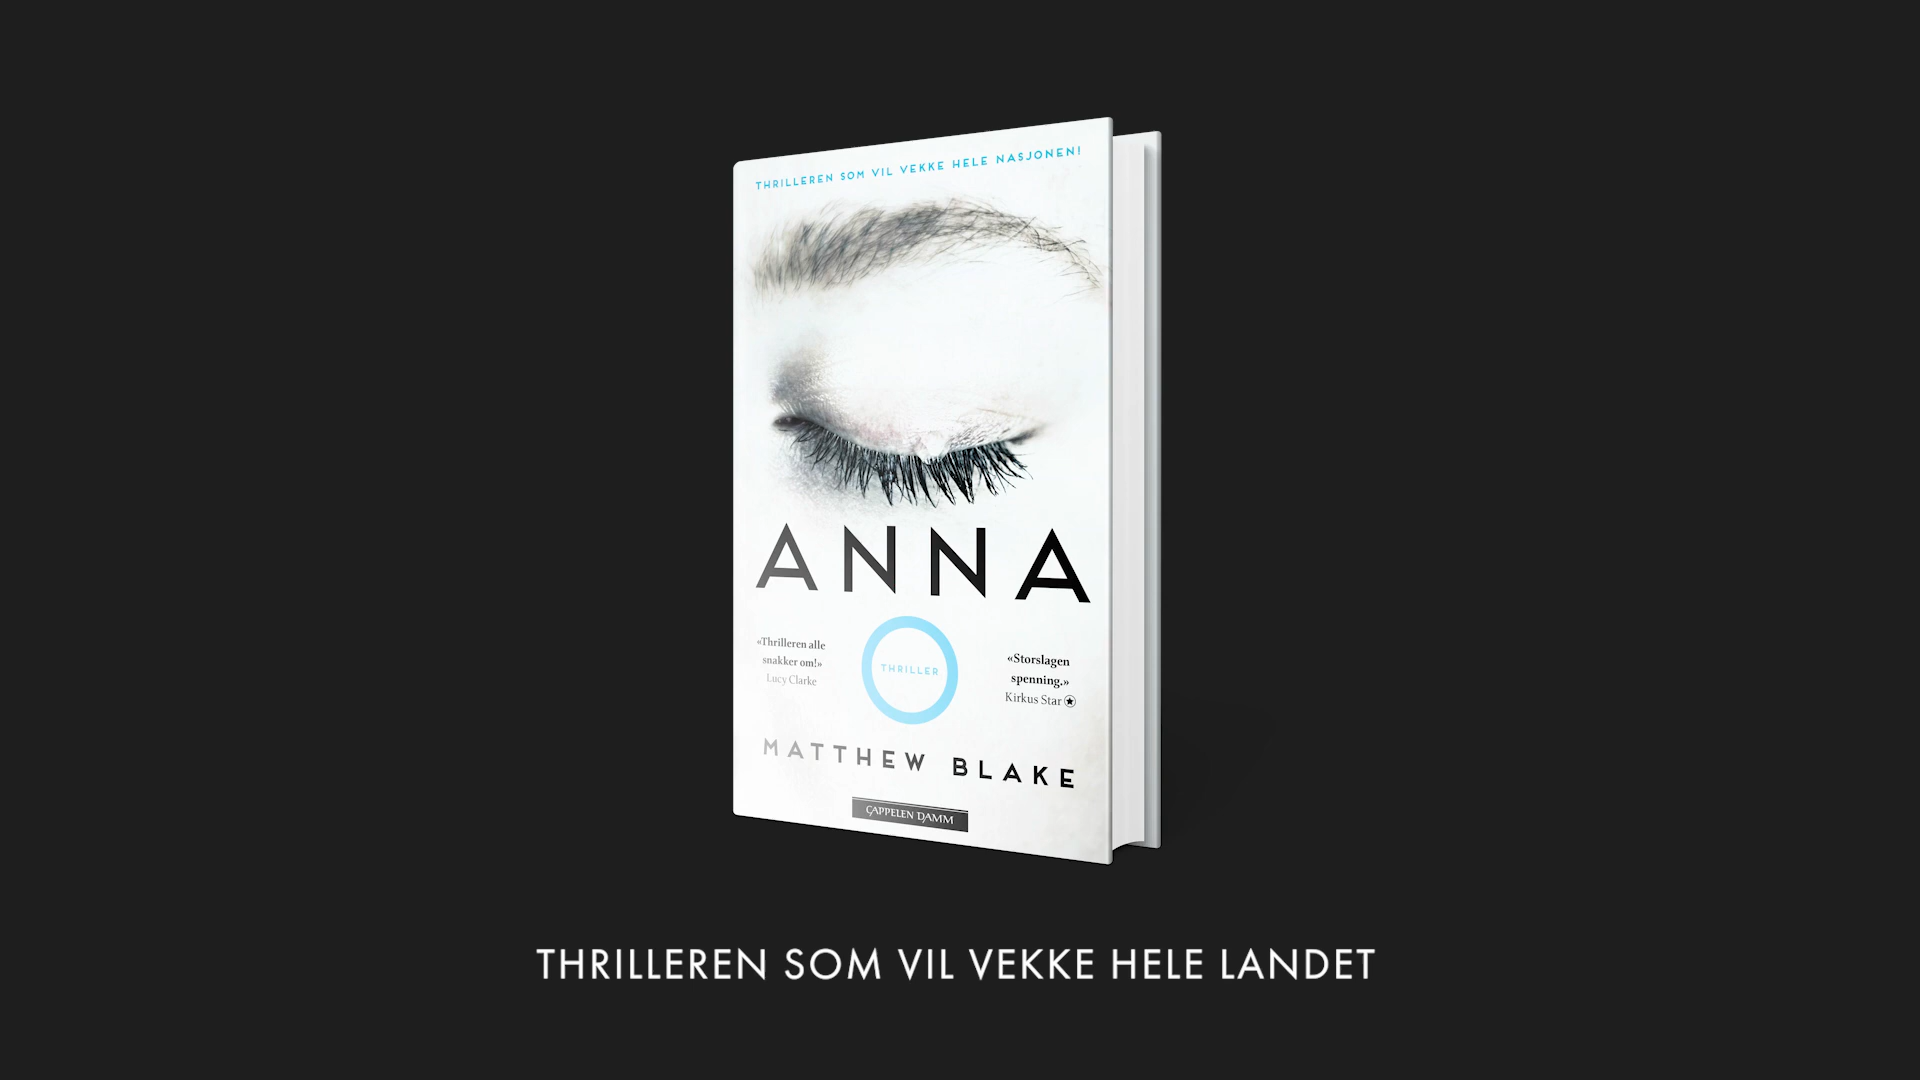 THRILLEREN SOM VIL VEKKE HELE NASJONEN!
ANNA
O
THRILLER
«Thrilleren alle
snakker om!»
Lucy Clarke
«Storslagen
spenning.»
Kirkus Star
MATTHEW BLAKE
CAPPELEN DAMM
THRILLEREN SOM VIL VEKKE HELE LANDET